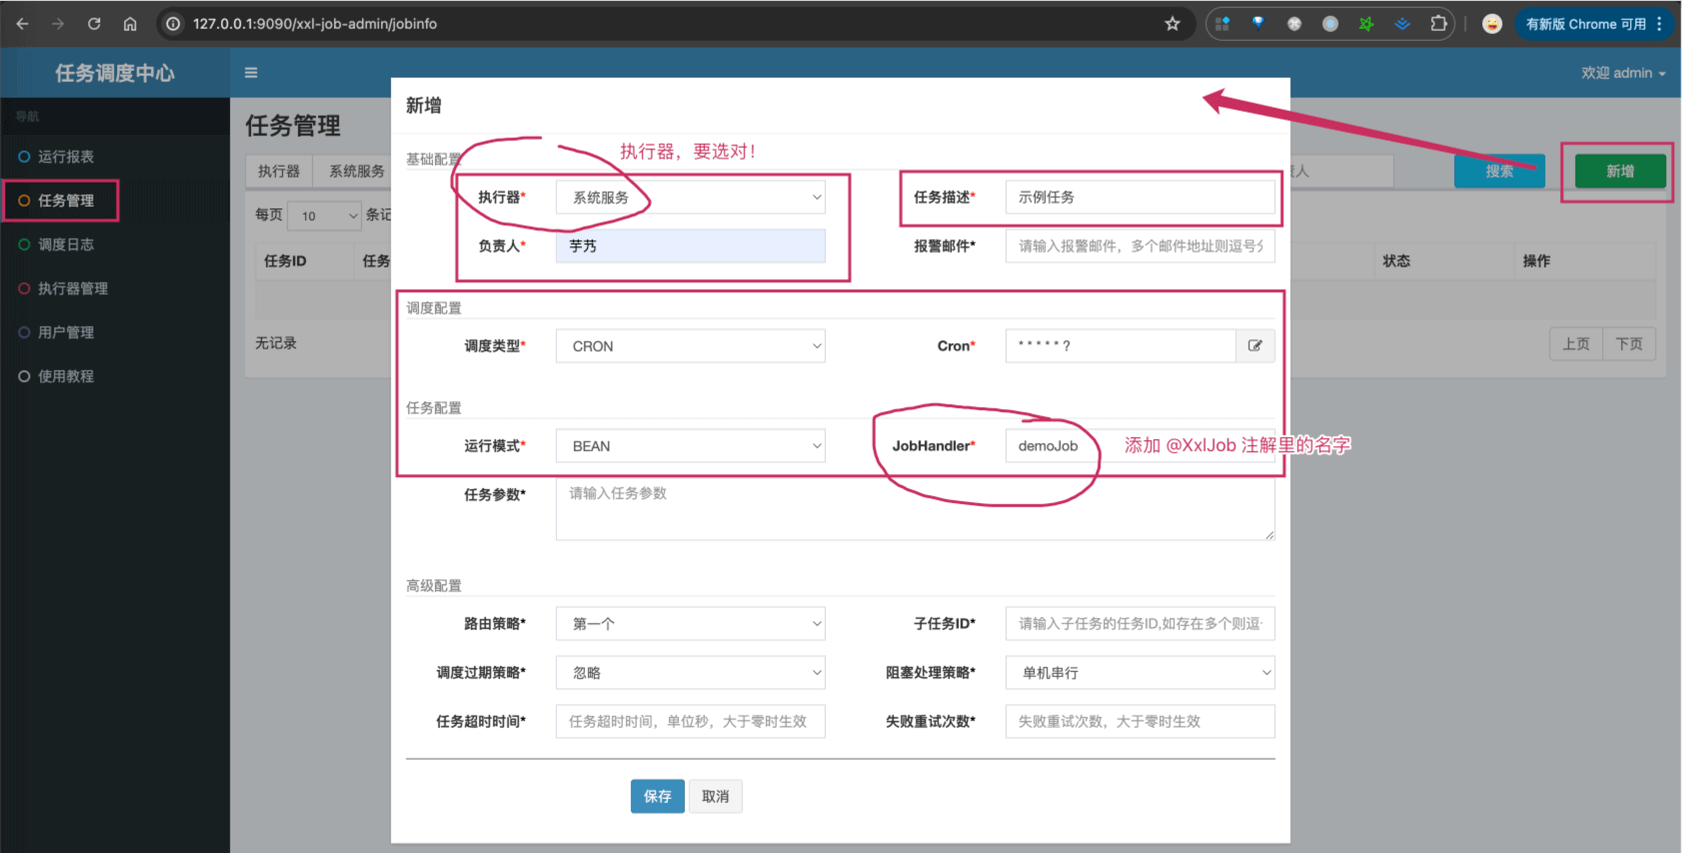 127.0.0.1:9090/xxl-job-admin/jobinfo
有新版 Chrome 可用
任务调度中心
欢迎 admin
导航
运行报表
任务管理
调度日志
执行器管理
用户管理
使用教程
任务管理
执行器
系统服务
人
搜索
新增
每页
10
条记
任务ID
任务
状态
操作
无记录
上页
下页
新增
基础配置
执行器，要选对！
执行器*
系统服务
任务描述*
示例任务
负责人*
芋艿
报警邮件*
请输入报警邮件，多个邮件地址则逗号分
调度配置
调度类型*
CRON
Cron*
* * * * * ?
任务配置
运行模式*
BEAN
JobHandler*
demoJob
添加 @XxlJob 注解里的名字
任务参数*
请输入任务参数
高级配置
路由策略*
第一个
子任务ID*
请输入子任务的任务ID,如存在多个则逗
调度过期策略*
忽略
阻塞处理策略*
单机串行
任务超时时间*
任务超时时间，单位秒，大于零时生效
失败重试次数*
失败重试次数，大于零时生效
保存
取消